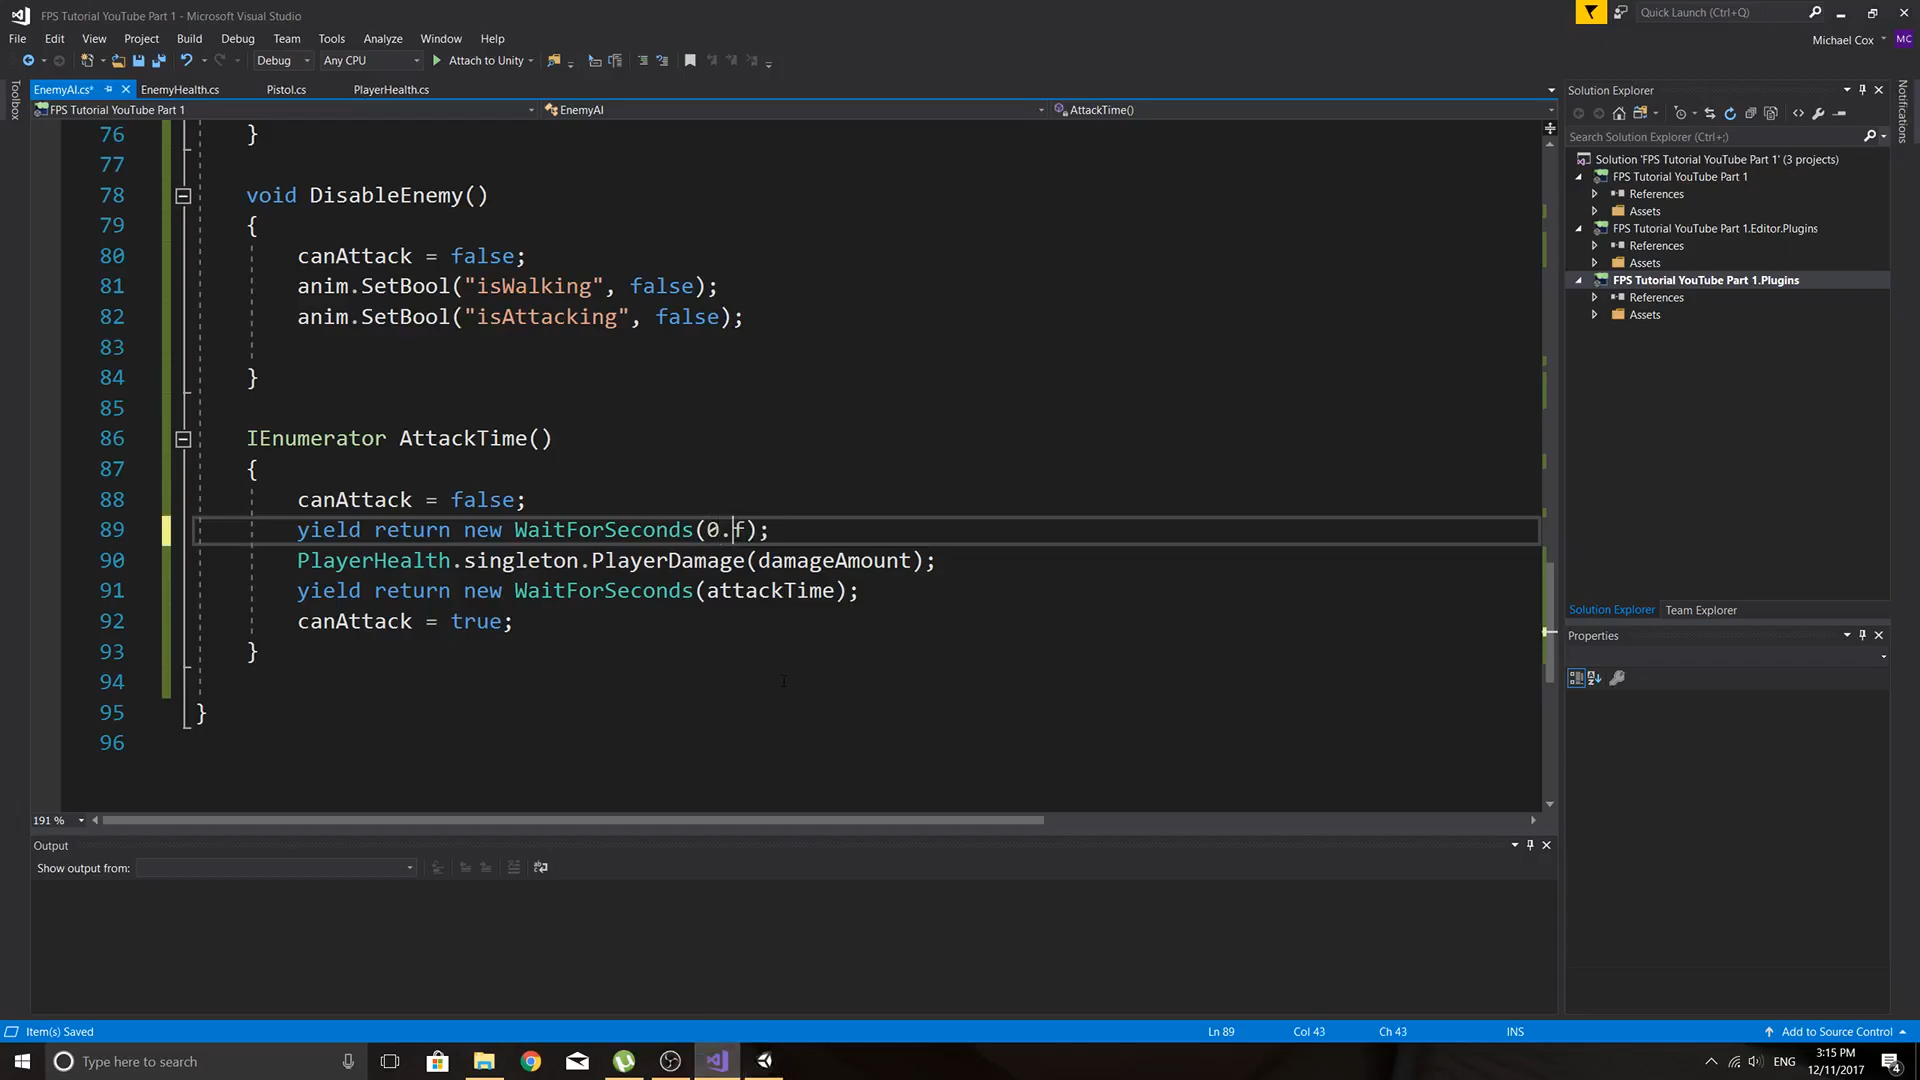 FPS Tutorial YouTube Part 1 - Microsoft Visual Studio
Quick Launch (Ctrl+Q)
File Edit View Project Build Debug Team Tools Analyze Window Help
Michael Cox MC
Debug Any CPU Attach to Unity
Toolbox
EnemyAI.cs* EnemyHealth.cs Pistol.cs PlayerHealth.cs
FPS Tutorial YouTube Part 1 EnemyAI AttackTime()
76 }
77
78 void DisableEnemy()
79 {
80 canAttack = false;
81 anim.SetBool("isWalking", false);
82 anim.SetBool("isAttacking", false);
83
84 }
85
86 IEnumerator AttackTime()
87 {
88 canAttack = false;
89 yield return new WaitForSeconds(0.f);
90 PlayerHealth.singleton.PlayerDamage(damageAmount);
91 yield return new WaitForSeconds(attackTime);
92 canAttack = true;
93 }
94
95 }
96
191 %
Output
Show output from:
Solution Explorer
Search Solution Explorer (Ctrl+;)
Solution 'FPS Tutorial YouTube Part 1' (3 projects)
FPS Tutorial YouTube Part 1
References
Assets
FPS Tutorial YouTube Part 1.Editor.Plugins
References
Assets
FPS Tutorial YouTube Part 1.Plugins
References
Assets
Solution Explorer Team Explorer
Properties
Notifications
Item(s) Saved Ln 89 Col 43 Ch 43 INS Add to Source Control
Type here to search
ENG
3:15 PM
12/11/2017
4